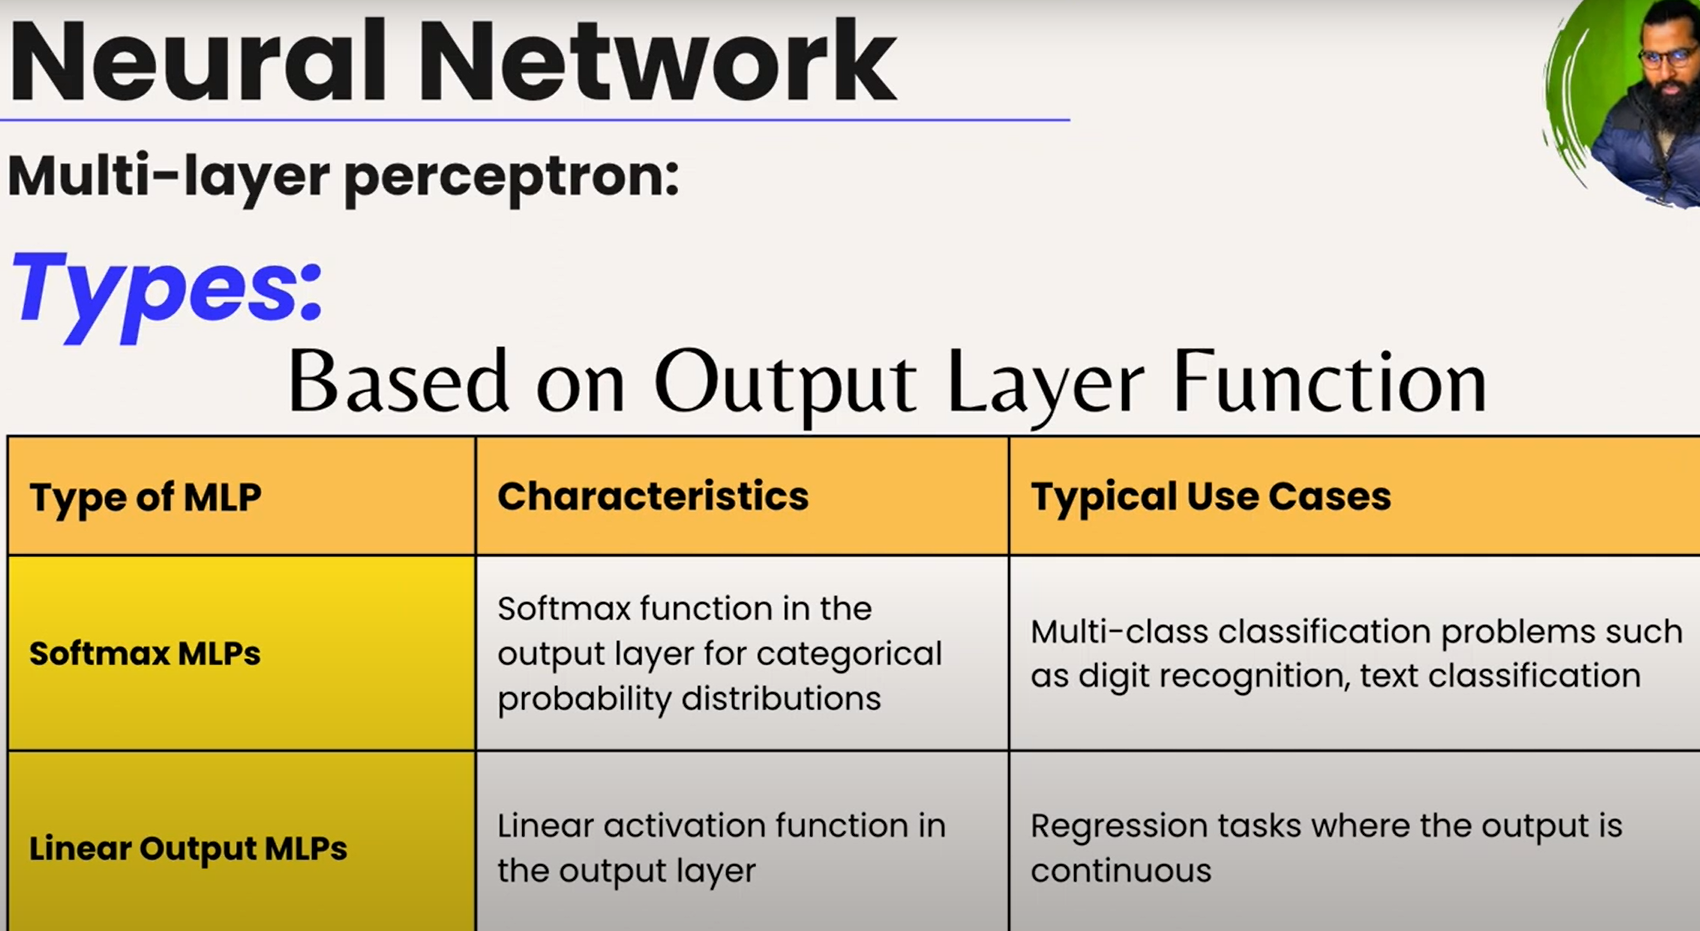 Neural Network
Multi-layer perceptron:
Types:
Based on Output Layer Function
Type of MLP
Characteristics
Typical Use Cases
Softmax MLPs
Softmax function in the
output layer for categorical
probability distributions
Multi-class classification problems such
as digit recognition, text classification
Linear Output MLPs
Linear activation function in
the output layer
Regression tasks where the output is
continuous